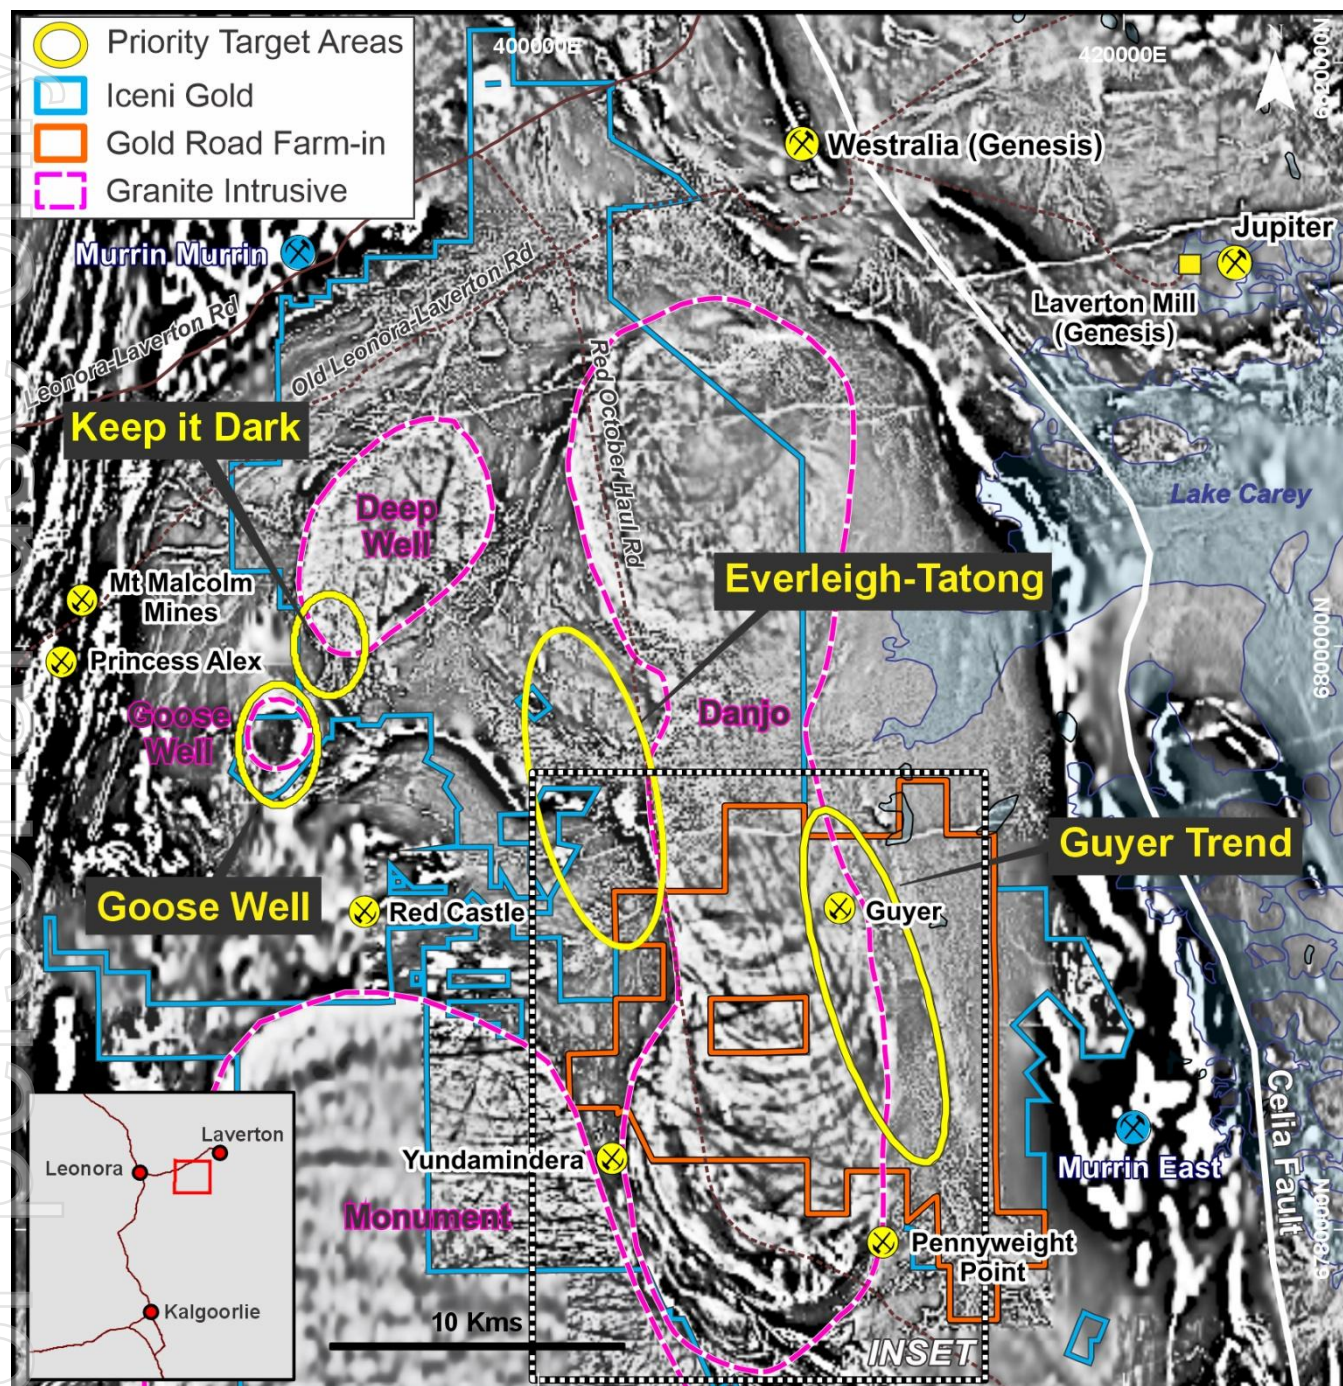 Priority Target Areas
Iceni Gold
Gold Road Farm-in
Granite Intrusive
400000E
420000E
N
6820000N
Westralia (Genesis)
Murrin Murrin
Jupiter
Laverton Mill
(Genesis)
Leonora-Laverton Rd
Old Leonora-Laverton Rd
Red October Haul Rd
Keep it Dark
Deep
Well
Lake Carey
Everleigh-Tatong
Mt Malcolm
Mines
Princess Alex
6800000N
Goose
Well
Danjo
Guyer Trend
Goose Well
Red Castle
Guyer
Celia Fault
Laverton
Leonora
Kalgoorlie
Yundamindera
Murrin East
Monument
6780000N
Pennyweight
Point
10 Kms
INSET